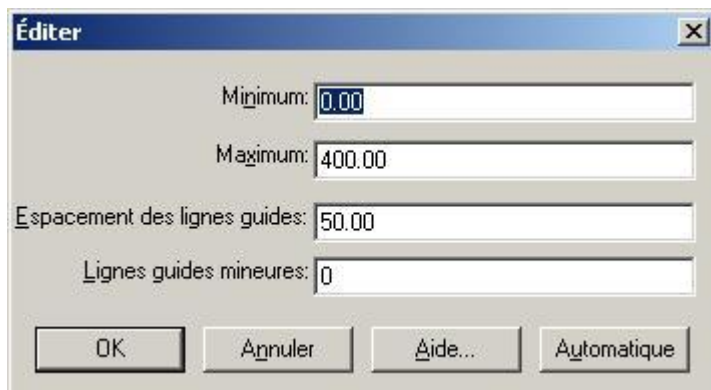 Éditer
Minimum: 0.00
Maximum: 400.00
Espacement des lignes guides: 50.00
Lignes guides mineures: 0
OK Annuler Aide... Automatique